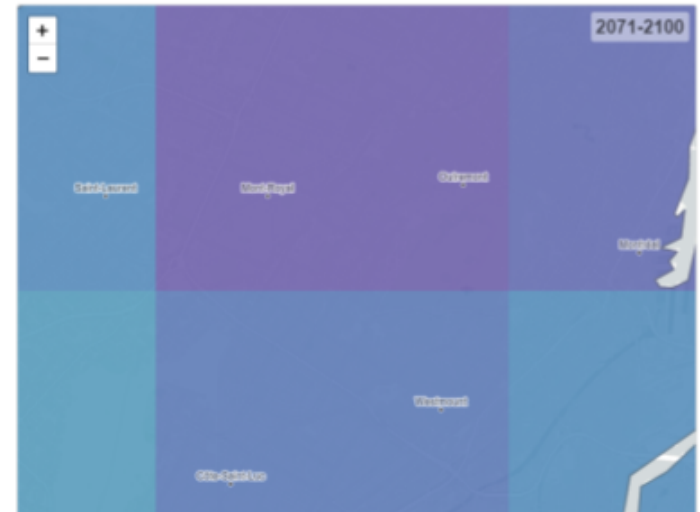 +
2071-2100
−
Saint-Laurent
Mont-Royal
Outremont
Montréal
Westmount
Côte-Saint-Luc